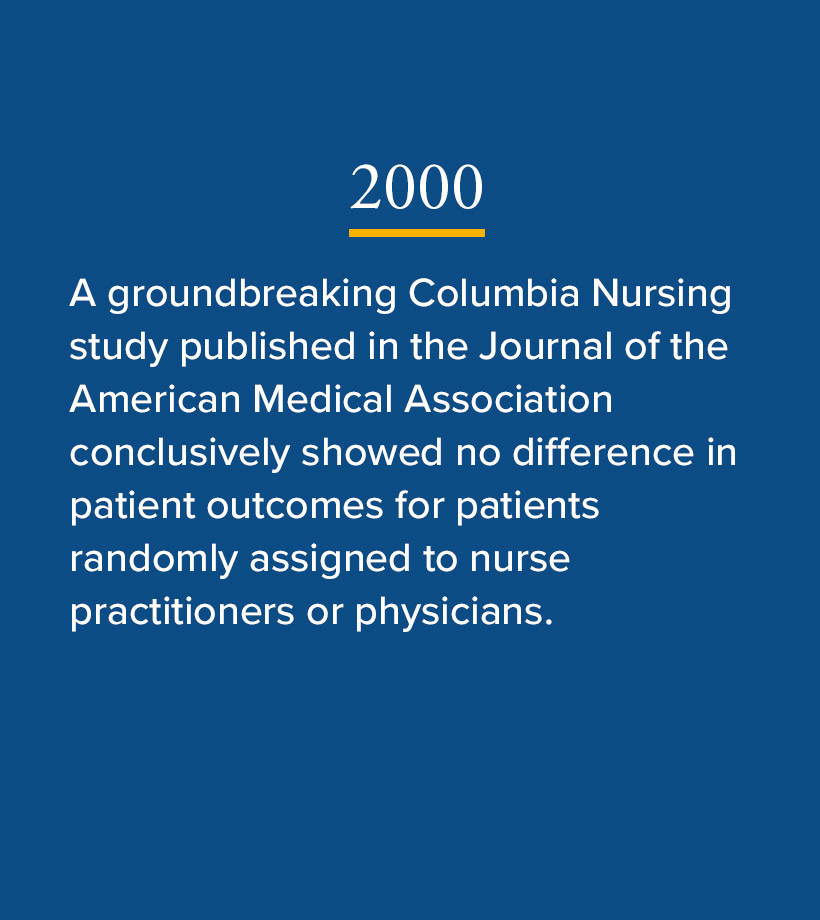 2000
A groundbreaking Columbia Nursing
study published in the Journal of the
American Medical Association
conclusively showed no difference in
patient outcomes for patients
randomly assigned to nurse
practitioners or physicians.